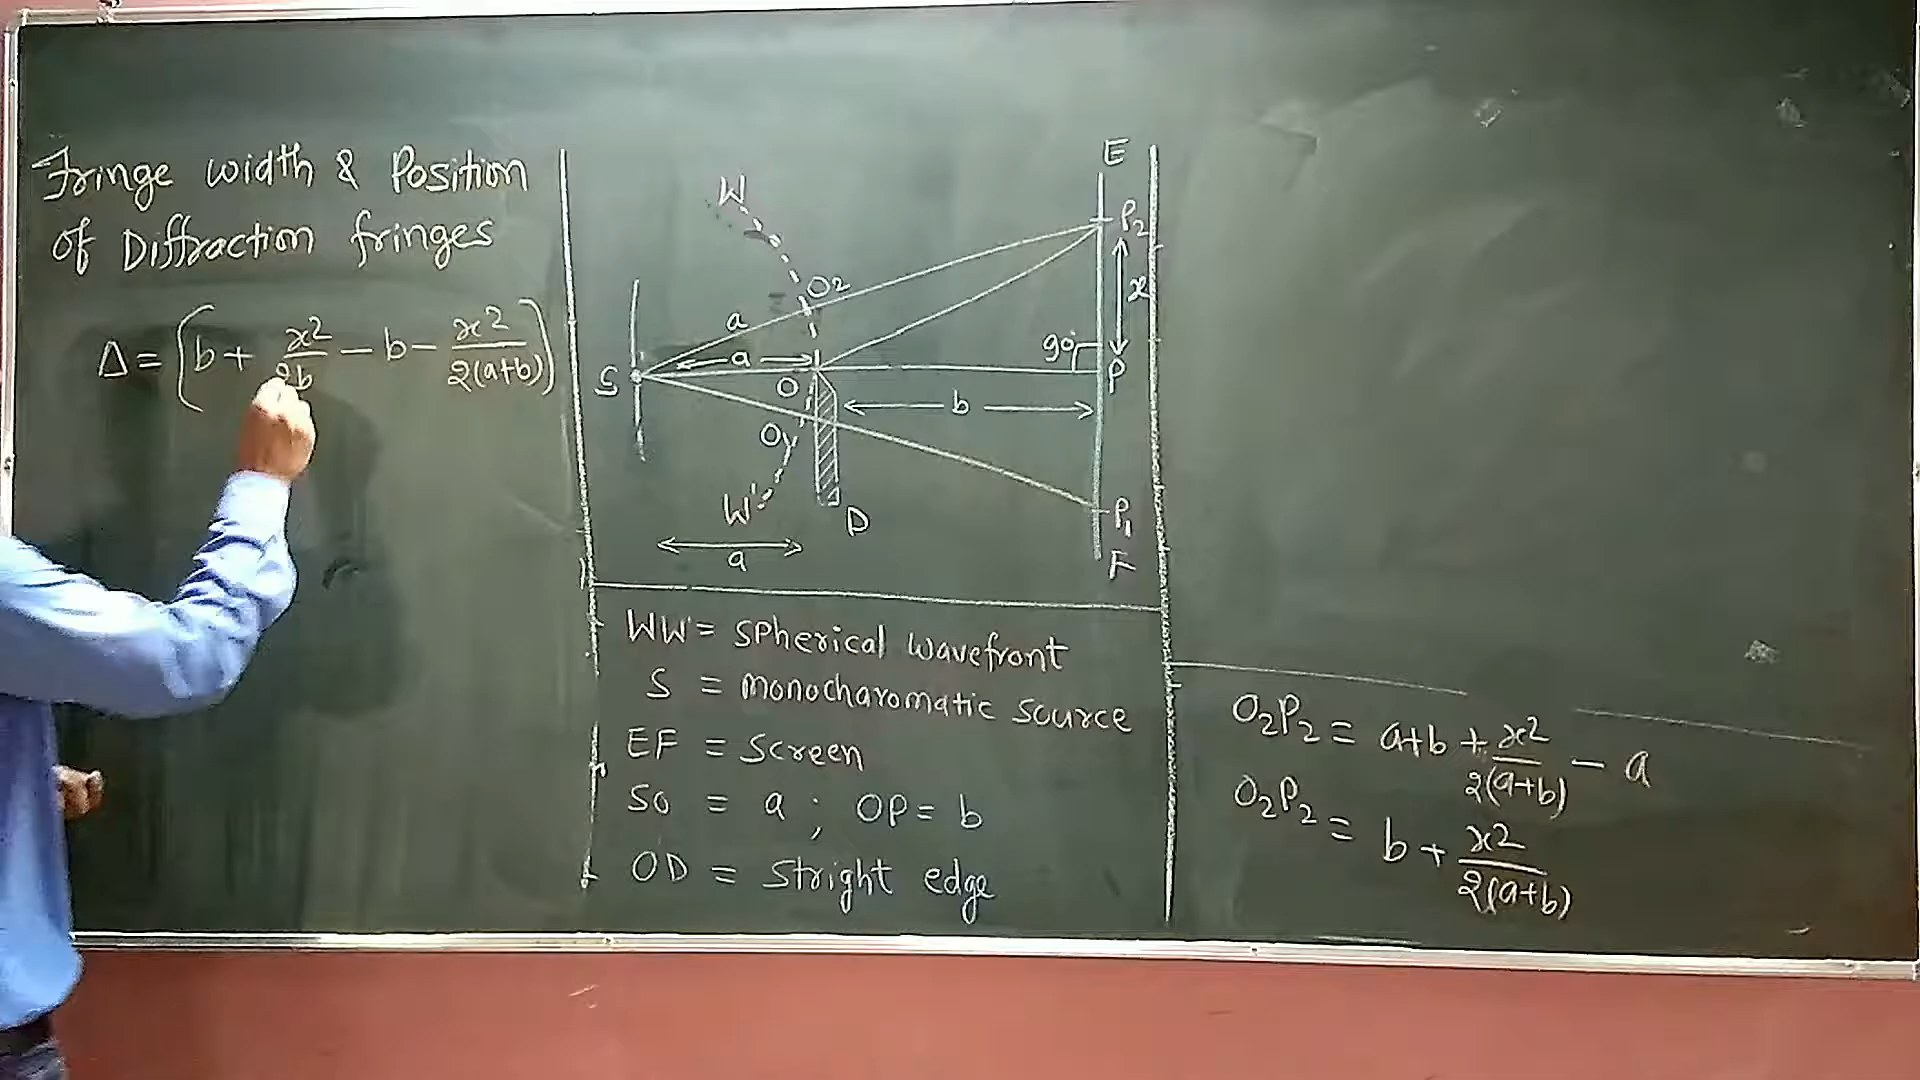 Fringe width & Position
of Diffraction fringes
Δ = [b + x²/2b - b - x²/2(a+b)]
W
E
P₂
O₂
x
a
a
90°
S
O
P
b
O₁
W'
D
P₁
a
F
WW' = Spherical wavefront
S = monocharomatic source
EF = Screen
SO = a ; OP = b
OD = Stright edge
O₂P₂ = a+b + x²/2(a+b) - a
O₂P₂ = b + x²/2(a+b)